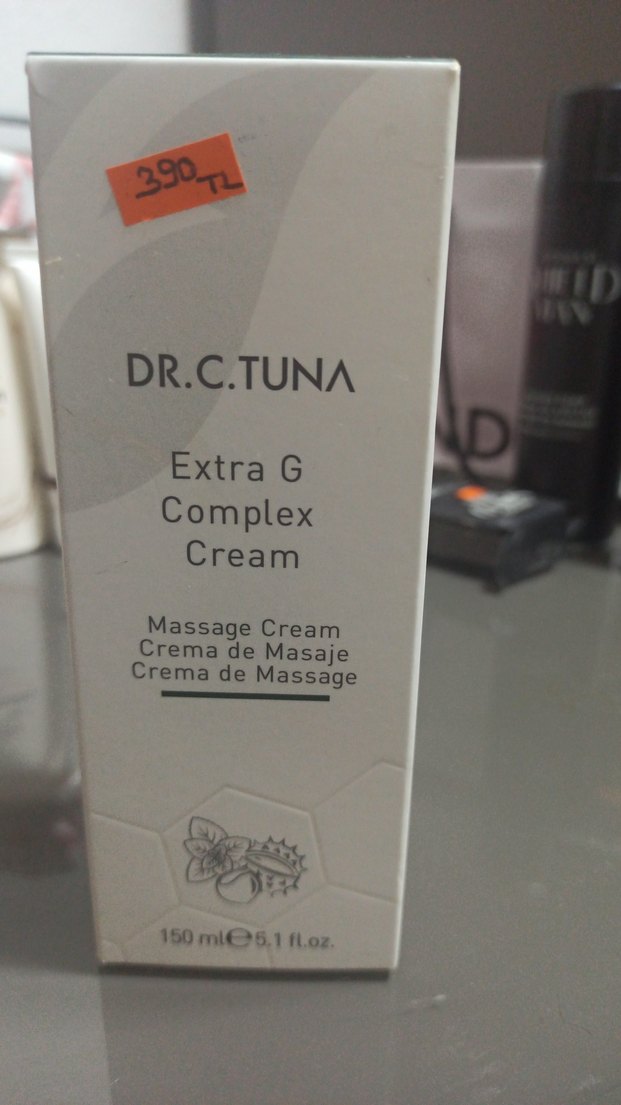 390 TL
DR.C.TUNA
Extra G
Complex
Cream
Massage Cream
Crema de Masaje
Crema de Massage
150 ml ℮ 5.1 fl.oz.